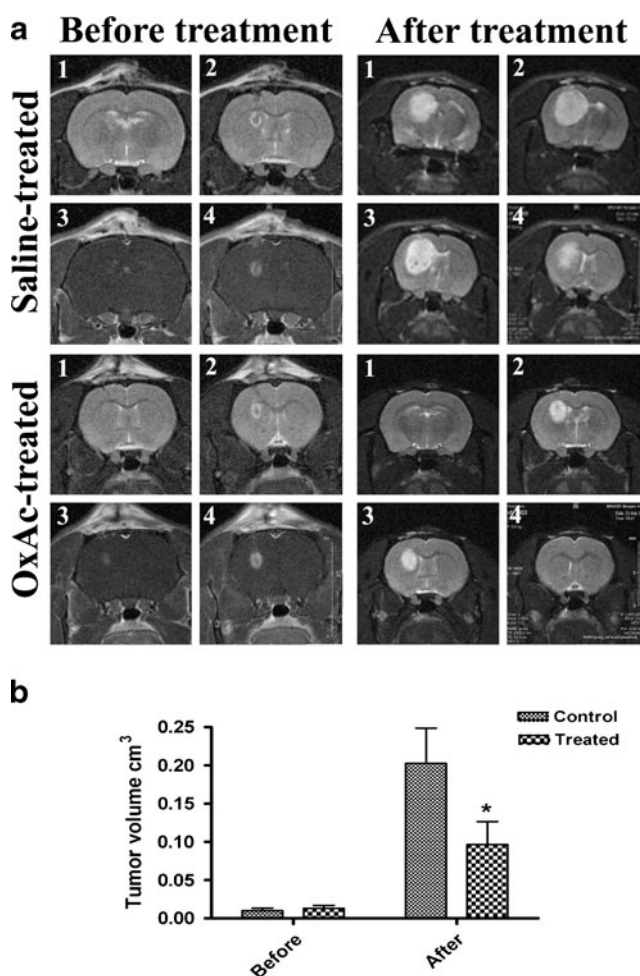 a
Before treatment After treatment
Saline-treated
1 2 1 2
3 4 3 4
OxAc-treated
1 2 1 2
3 4 3 4
b
Tumor volume cm³
0.25
0.20
0.15
0.10
0.05
0.00
*
Control
Treated
Before After